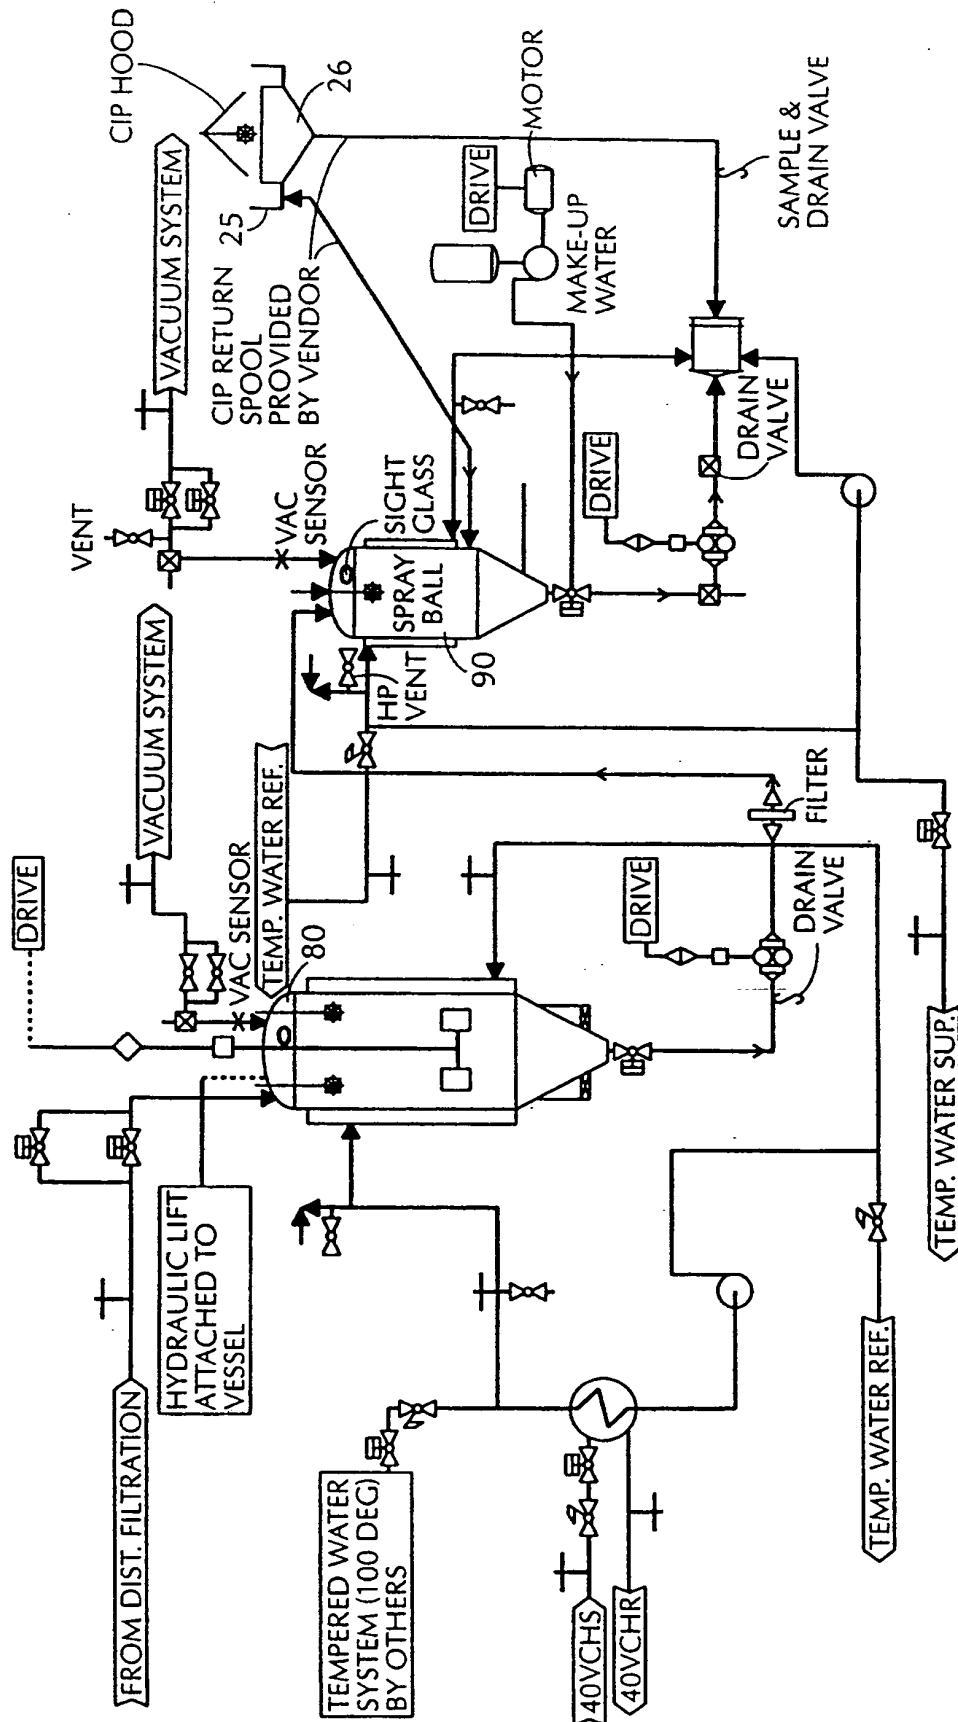 FROM DIST. FILTRATION
HYDRAULIC LIFT
ATTACHED TO
VESSEL
DRIVE
VACUUM SYSTEM
VAC SENSOR
TEMP. WATER REF.
80
VENT
VACUUM SYSTEM
VAC
SENSOR
SIGHT
GLASS
SPRAY
BALL
90
HP
VENT
CIP HOOD
25
26
CIP RETURN
SPOOL
PROVIDED
BY VENDOR
DRIVE
MOTOR
MAKE-UP
WATER
SAMPLE &
DRAIN VALVE
DRIVE
DRAIN
VALVE
DRIVE
FILTER
DRAIN
VALVE
TEMPERED WATER
SYSTEM (100 DEG)
BY OTHERS
40VCHS
40VCHR
TEMP. WATER REF.
TEMP. WATER SUP.